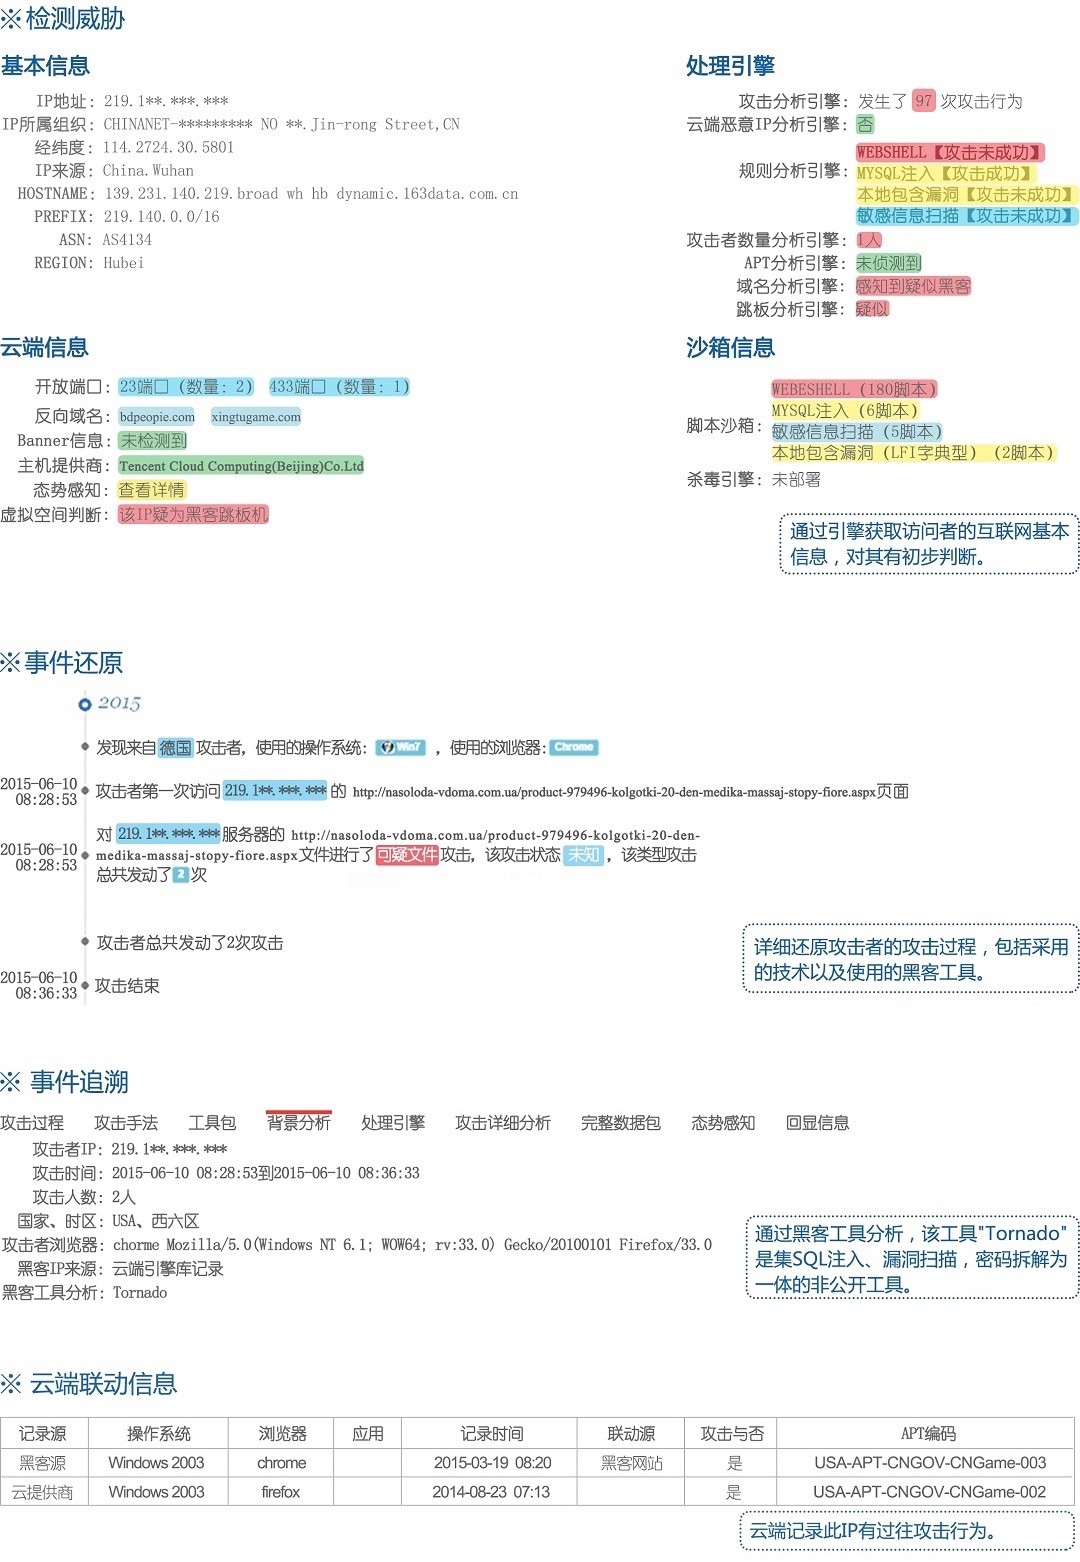 ※检测威胁
基本信息
IP地址：219.1**.***.***
IP所属组织：CHINANET-********* NO **.Jin-rong Street,CN
经纬度：114.2724.30.5801
IP来源：China.Wuhan
HOSTNAME：139.231.140.219.broad wh hb dynamic.163data.com.cn
PREFIX：219.140.0.0/16
ASN：AS4134
REGION：Hubei
处理引擎
攻击分析引擎：发生了 97 次攻击行为
云端恶意IP分析引擎：否
规则分析引擎：WEBSHELL【攻击未成功】
MYSQL注入【攻击成功】
本地包含漏洞【攻击未成功】
敏感信息扫描【攻击未成功】
攻击者数量分析引擎：1人
APT分析引擎：未侦测到
域名分析引擎：感知到疑似黑客
跳板分析引擎：疑似
云端信息
开放端口：23端口（数量：2） 433端口（数量：1）
反向域名：bdpeopie.com xingtugame.com
Banner信息：未检测到
主机提供商：Tencent Cloud Computing(Beijing)Co.Ltd
态势感知：查看详情
虚拟空间判断：该IP疑为黑客跳板机
沙箱信息
脚本沙箱：WEBESHELL（180脚本）
MYSQL注入（6脚本）
敏感信息扫描（5脚本）
本地包含漏洞（LFI字典型）（2脚本）
杀毒引擎：未部署
通过引擎获取访问者的互联网基本
信息，对其有初步判断。
※事件还原
2015
发现来自 德国 攻击者，使用的操作系统：Win7 ，使用的浏览器：Chrome
2015-06-10
08:28:53
攻击者第一次访问 219.1**.***.*** 的 http://nasoloda-vdoma.com.ua/product-979496-kolgotki-20-den-medika-massaj-stopy-fiore.aspx页面
2015-06-10
08:28:53
对 219.1**.***.*** 服务器的 http://nasoloda-vdoma.com.ua/product-979496-kolgotki-20-den-
medika-massaj-stopy-fiore.aspx文件进行了 可疑文件 攻击，该攻击状态 未知 ，该类型攻击
总共发动了 2 次
攻击者总共发动了2次攻击
2015-06-10
08:36:33
攻击结束
详细还原攻击者的攻击过程，包括采用
的技术以及使用的黑客工具。
※ 事件追溯
攻击过程 攻击手法 工具包 背景分析 处理引擎 攻击详细分析 完整数据包 态势感知 回显信息
攻击者IP：219.1**.***.***
攻击时间：2015-06-10 08:28:53到2015-06-10 08:36:33
攻击人数：2人
国家、时区：USA、西六区
攻击者浏览器：chorme Mozilla/5.0(Windows NT 6.1; WOW64; rv:33.0) Gecko/20100101 Firefox/33.0
黑客IP来源：云端引擎库记录
黑客工具分析：Tornado
通过黑客工具分析，该工具"Tornado"
是集SQL注入、漏洞扫描，密码拆解为
一体的非公开工具。
※ 云端联动信息
记录源 操作系统 浏览器 应用 记录时间 联动源 攻击与否 APT编码
黑客源 Windows 2003 chrome 2015-03-19 08:20 黑客网站 是 USA-APT-CNGOV-CNGame-003
云提供商 Windows 2003 firefox 2014-08-23 07:13 是 USA-APT-CNGOV-CNGame-002
云端记录此IP有过往攻击行为。